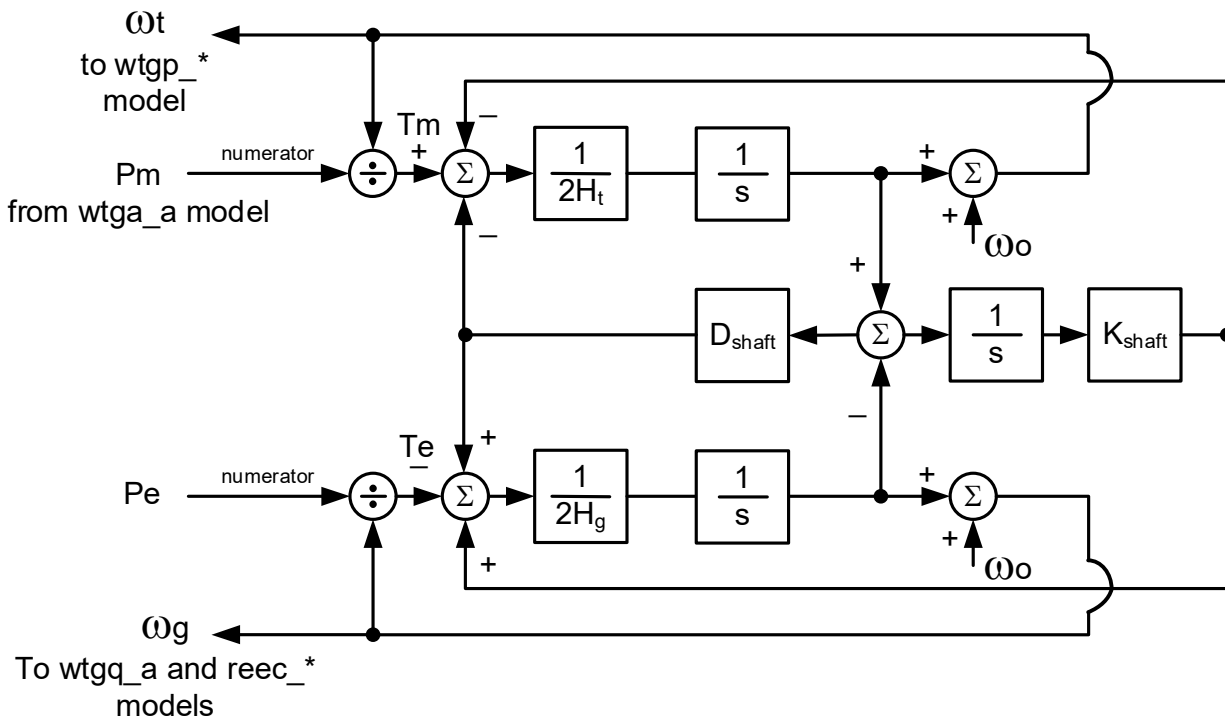 ωt
to wtgp_*
model
Tm
–
numerator
+
Pm
÷
Σ
1
2Ht
1
s
+
Σ
from wtga_a model
–
+
ωo
+
Dshaft
Σ
1
s
Kshaft
–
Te
+
–
numerator
Pe
÷
Σ
1
2Hg
1
s
+
Σ
+
+
ωo
ωg
To wtgq_a and reec_*
models